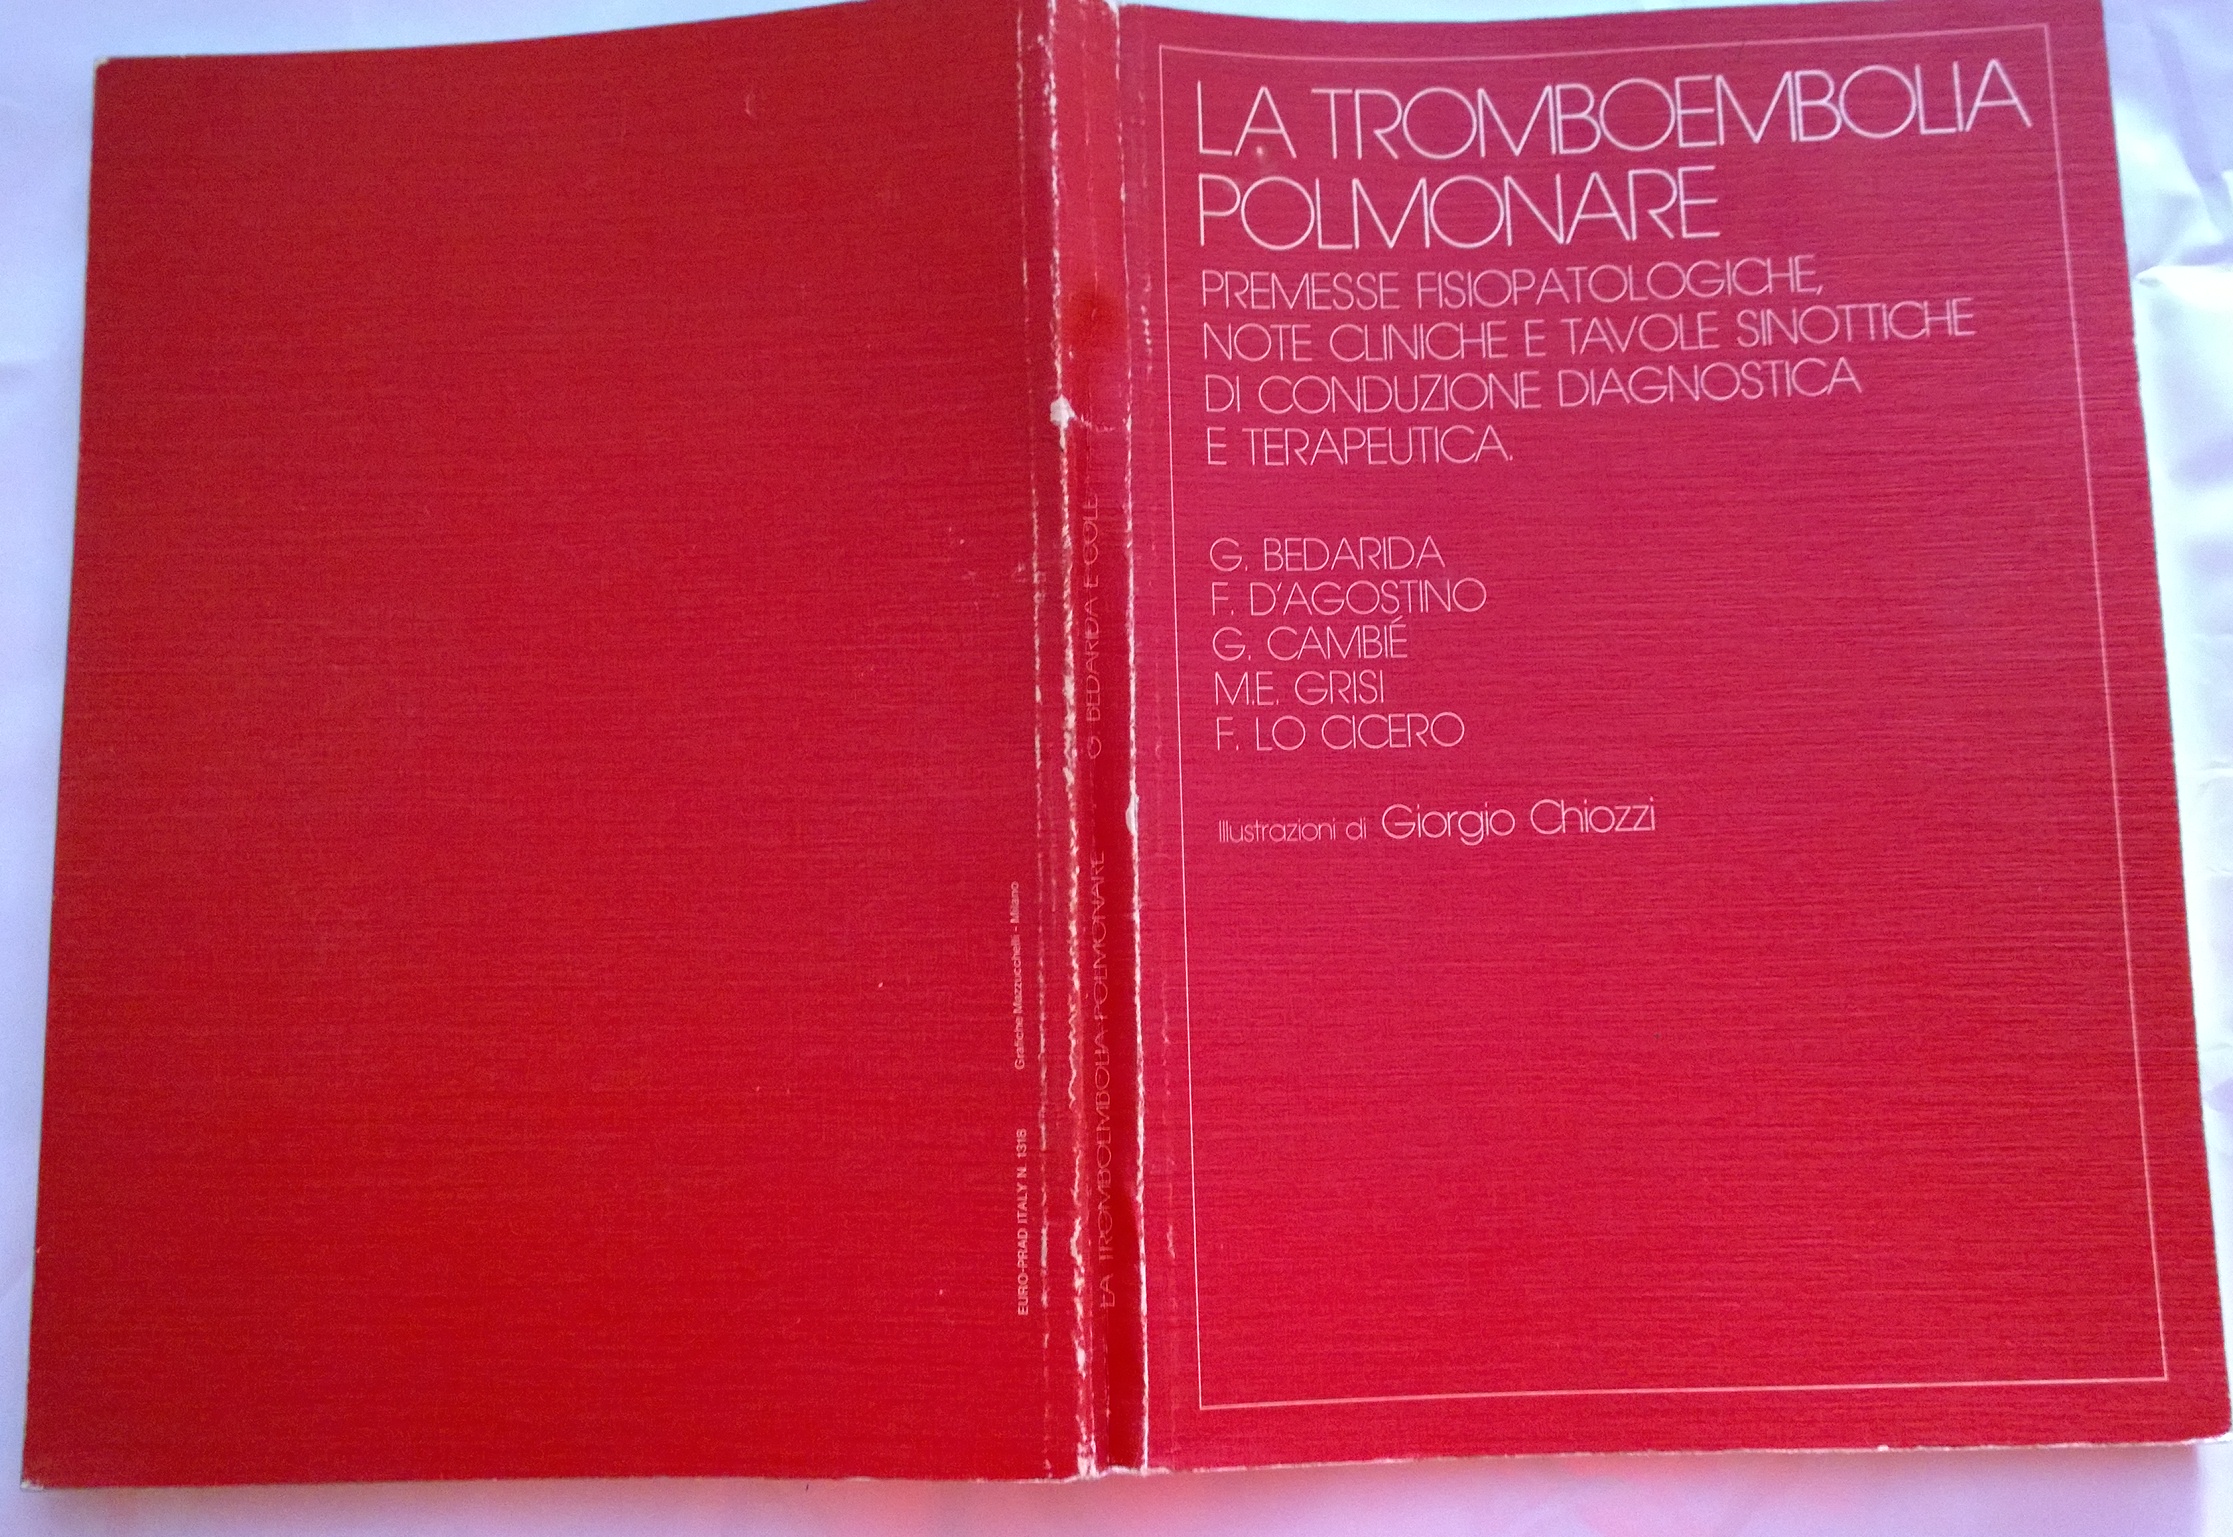 LA TROMBOEMBOLIA
POLMONARE
PREMESSE FISIOPATOLOGICHE,
NOTE CLINICHE E TAVOLE SINOTTICHE
DI CONDUZIONE DIAGNOSTICA
E TERAPEUTICA.
G. BEDARIDA
F. D'AGOSTINO
G. CAMBIÉ
M.E. GRISI
F. LO CICERO
Illustrazioni di Giorgio Chiozzi
LA TROMBOEMBOLIA POLMONARE G. BEDARIDA E COLL.
EURO-PRAD ITALY N. 1318 Grafiche Mazzucchelli - Milano